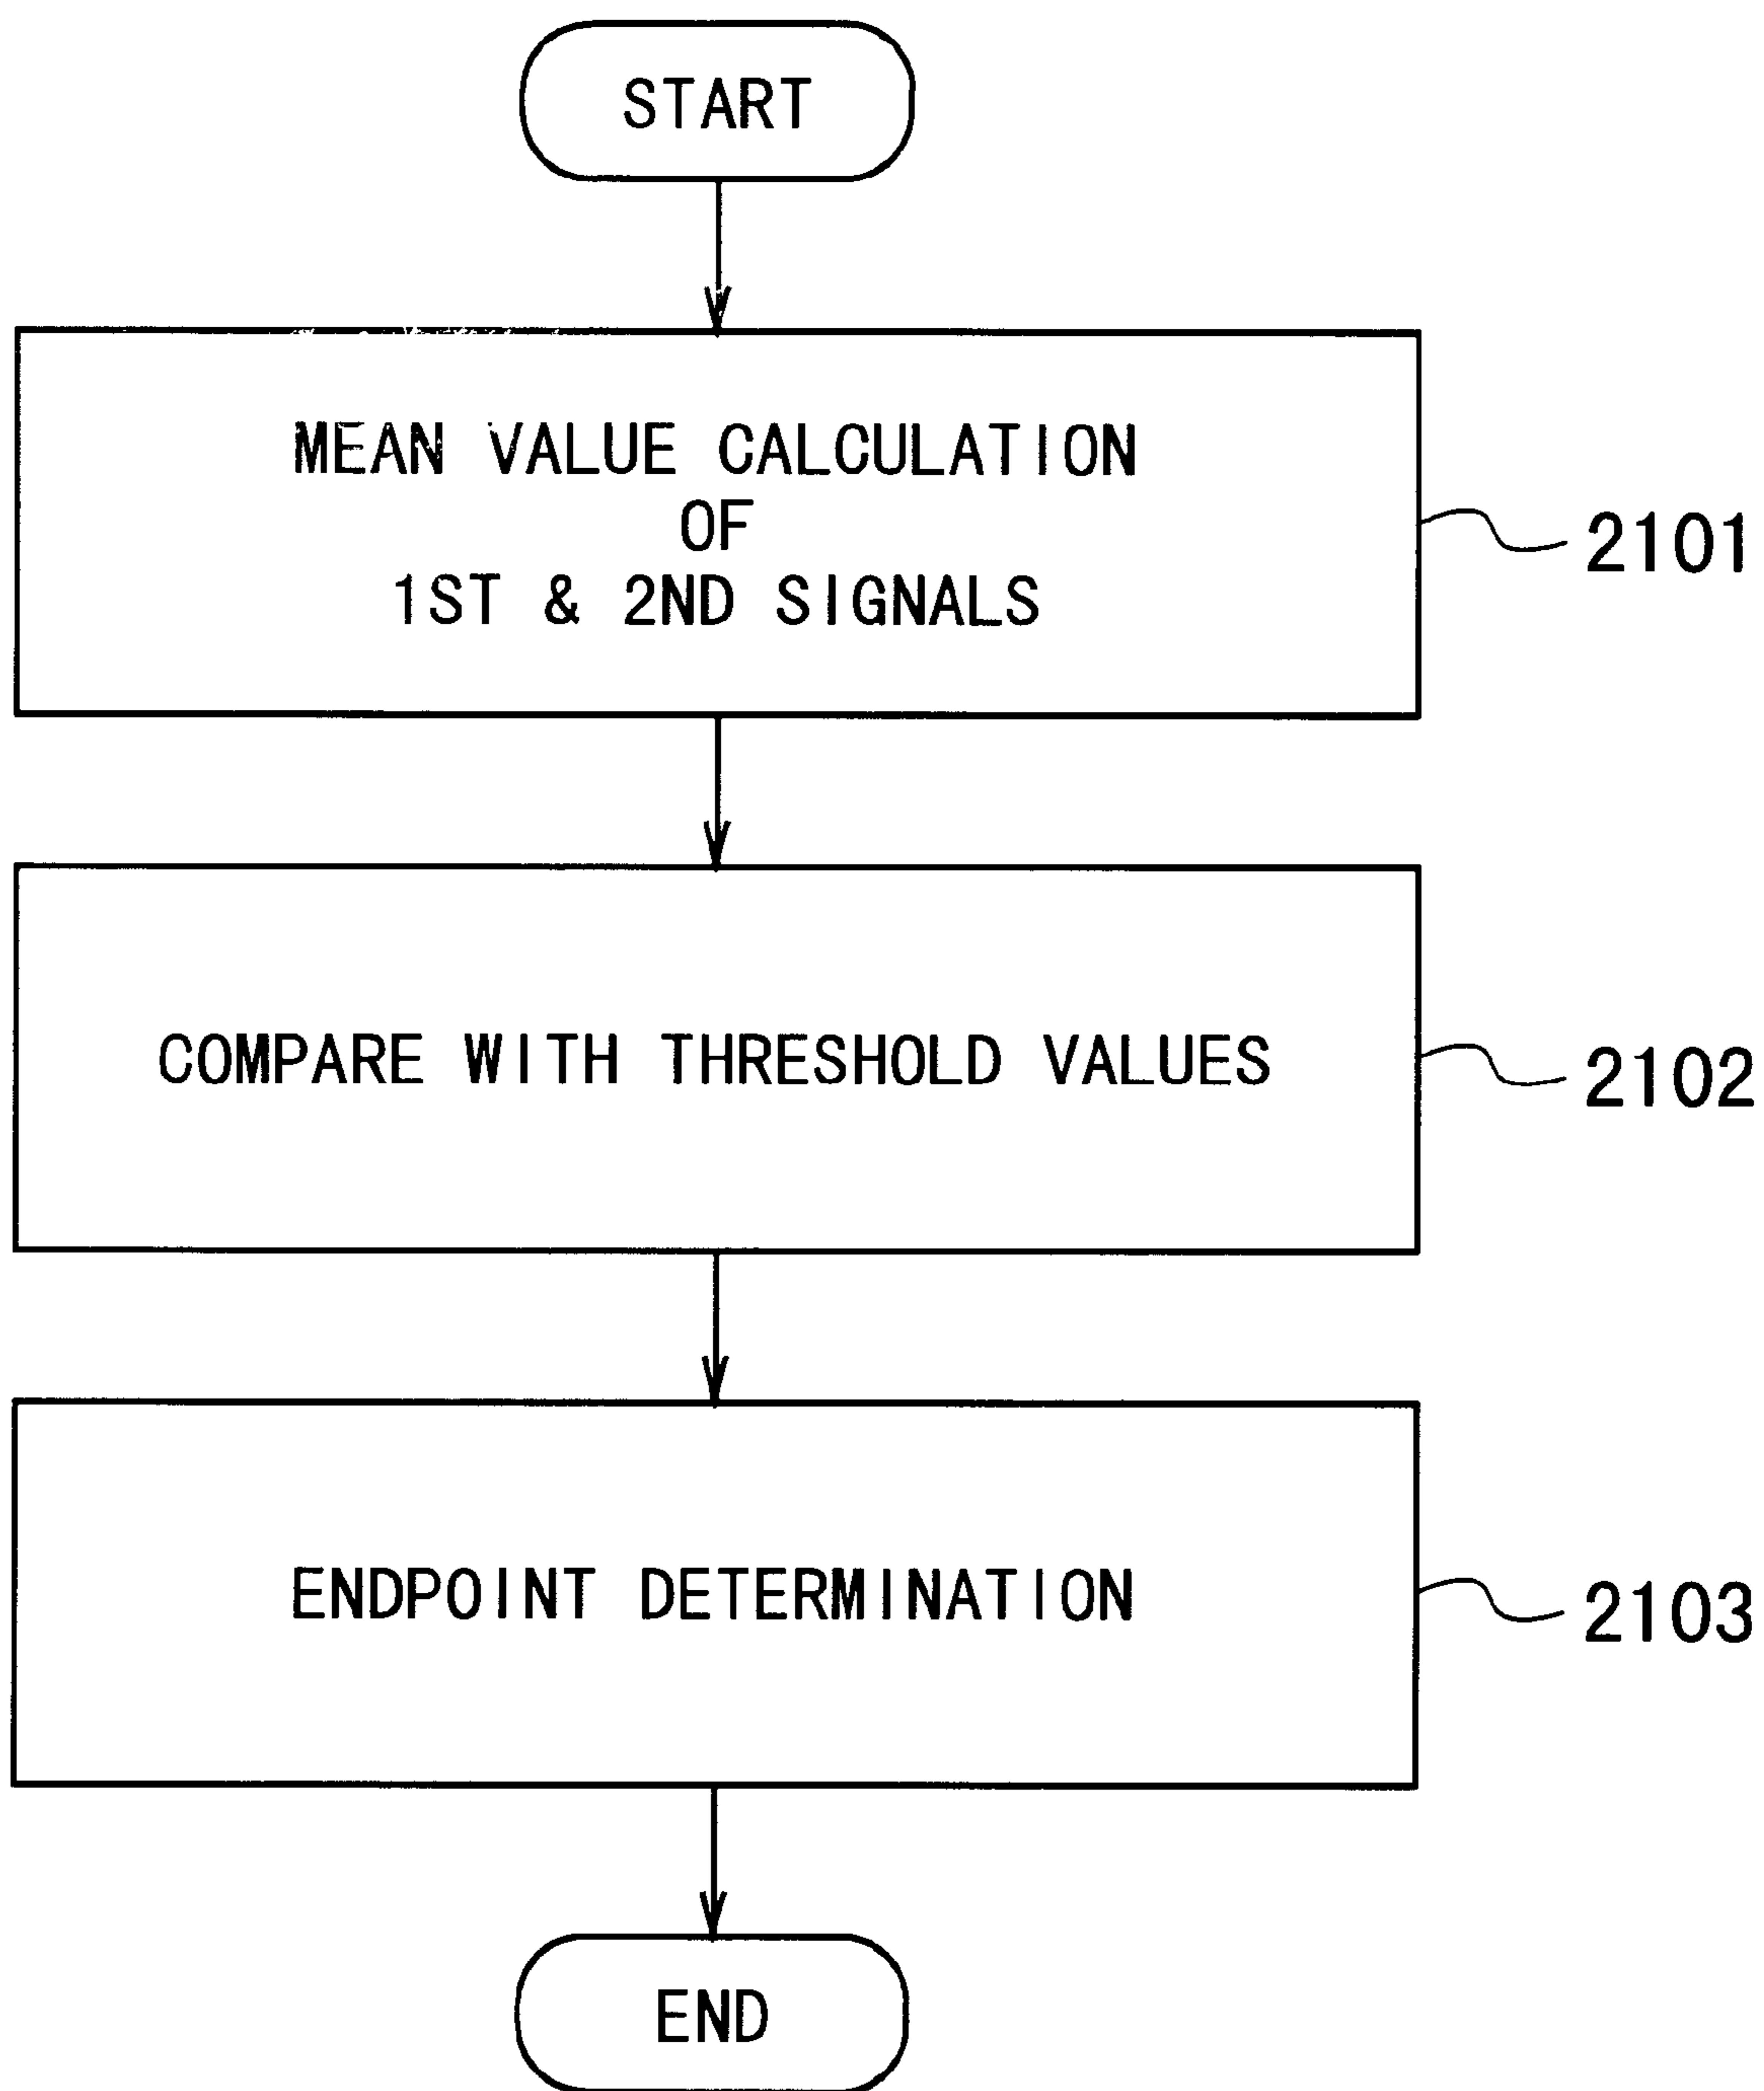 START
MEAN VALUE CALCULATION
OF
1ST & 2ND SIGNALS
2101
COMPARE WITH THRESHOLD VALUES
2102
ENDPOINT DETERMINATION
2103
END